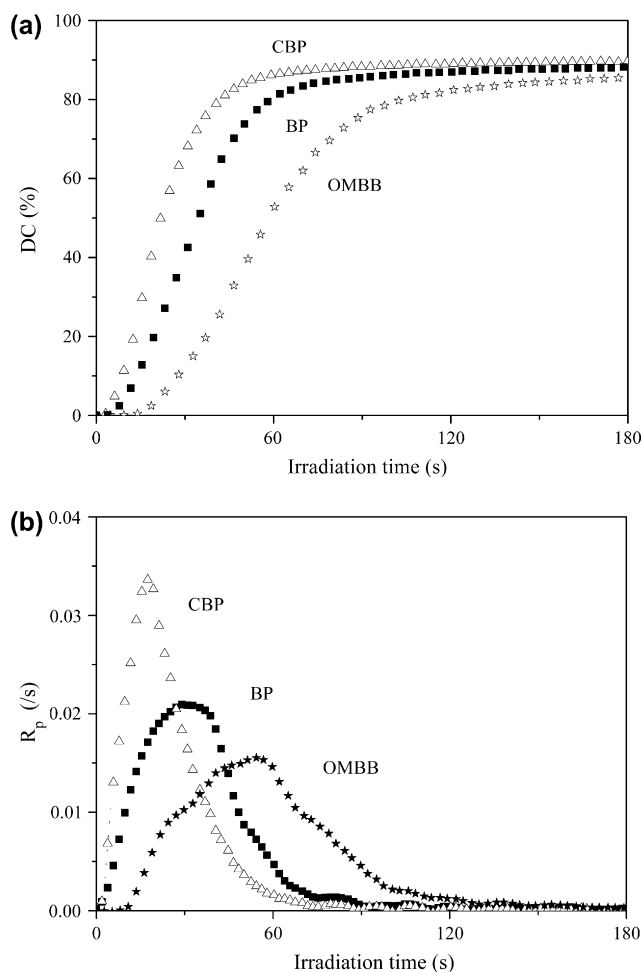 (a)
100
80
60
40
20
0
DC (%)
CBP
BP
OMBB
0 60 120 180
Irradiation time (s)
(b)
0.04
0.03
0.02
0.01
0.00
R_p (/s)
CBP
BP
OMBB
0 60 120 180
Irradiation time (s)